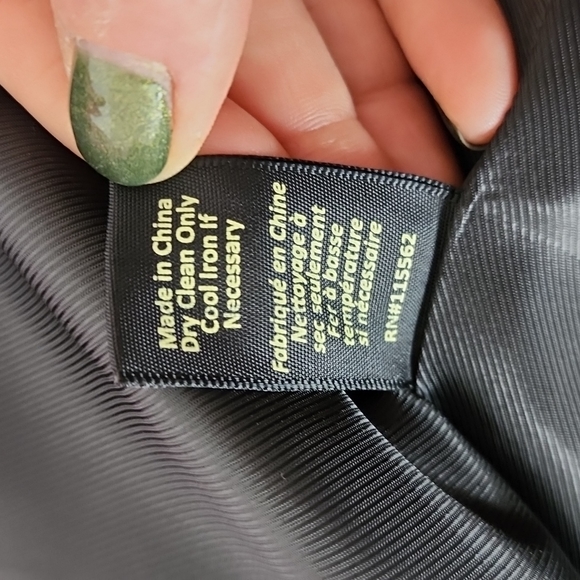 Made in China
Dry Clean Only
Cool Iron If
Necessary
Fabriqué en Chine
Nettoyage à
sec seulement
Fer à basse
température
si nécessaire
RN#115562